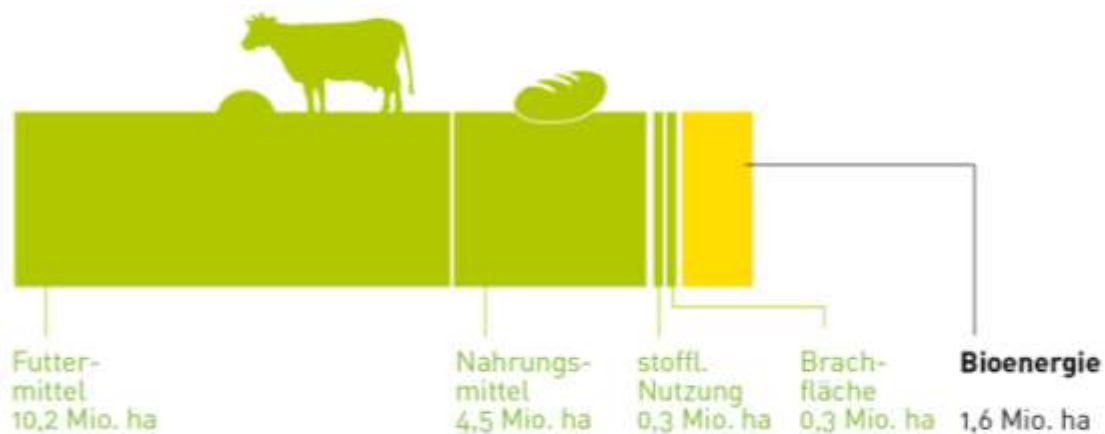 Futter-
mittel
10,2 Mio. ha
Nahrungs-
mittel
4,5 Mio. ha
stoffl.
Nutzung
0,3 Mio. ha
Brach-
fläche
0,3 Mio. ha
Bioenergie
1,6 Mio. ha